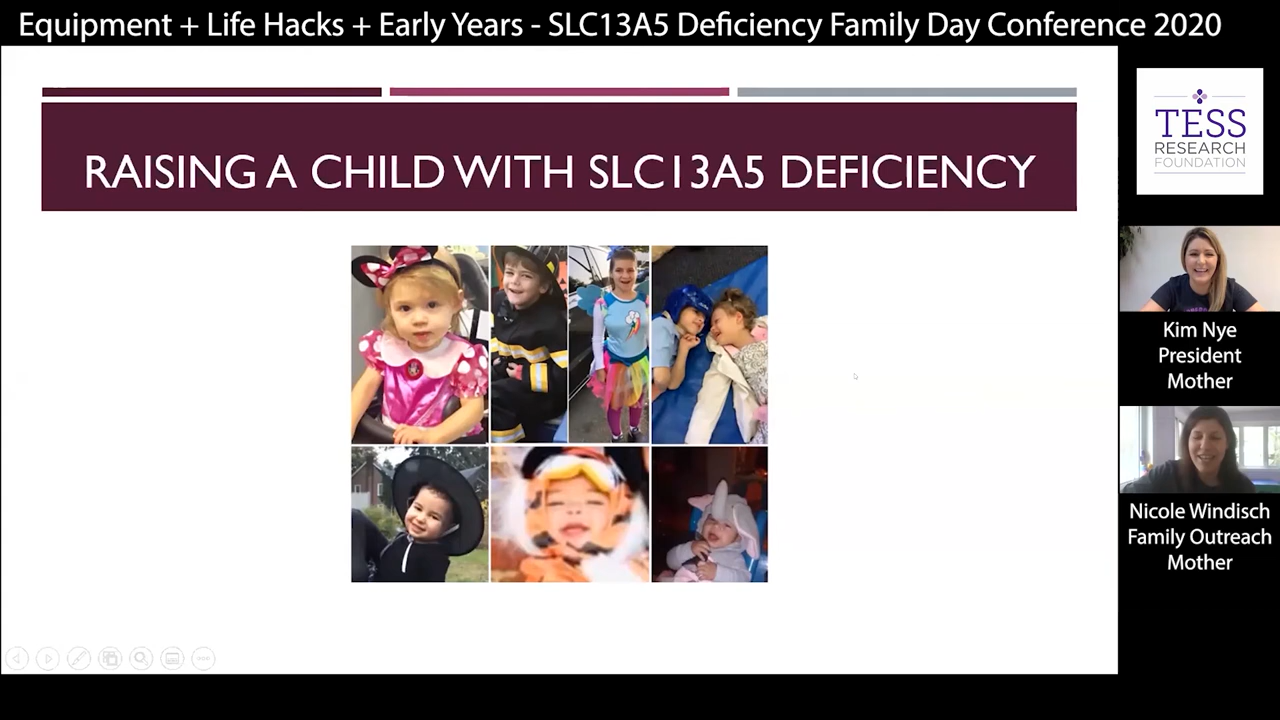 Equipment + Life Hacks + Early Years - SLC13A5 Deficiency Family Day Conference 2020
RAISING A CHILD WITH SLC13A5 DEFICIENCY
TESS
RESEARCH
FOUNDATION
Kim Nye
President
Mother
Nicole Windisch
Family Outreach
Mother